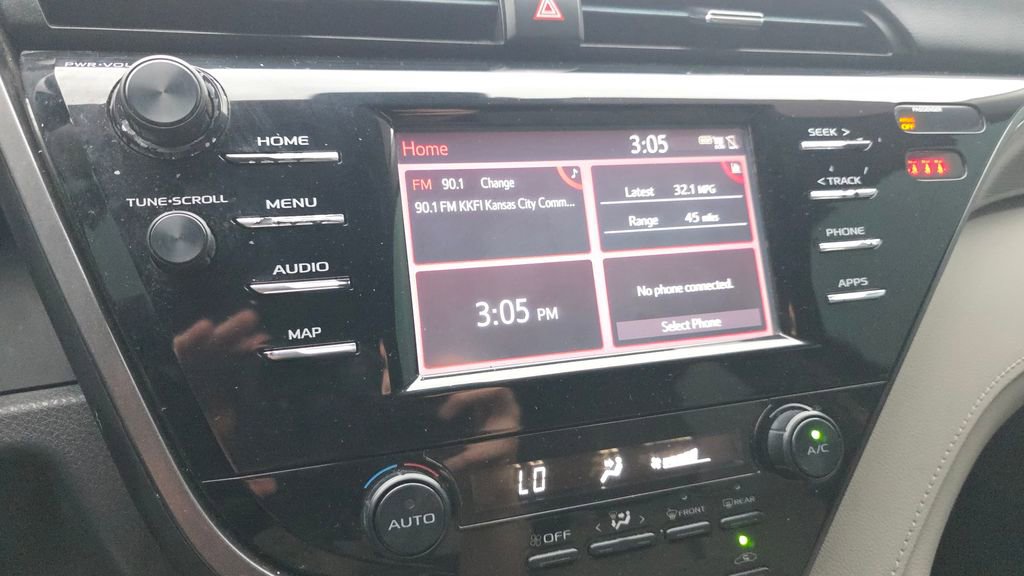 PWR•VOL
HOME
TUNE•SCROLL
MENU
AUDIO
MAP
Home
3:05
FM 90.1 Change
90.1 FM KKFI Kansas City Comm...
Latest 32.1 MPG
Range 45 miles
3:05 PM
No phone connected.
Select Phone
SEEK >
< TRACK
PHONE
APPS
PASSENGER
OFF
LO
AUTO
A/C
OFF
FRONT
REAR